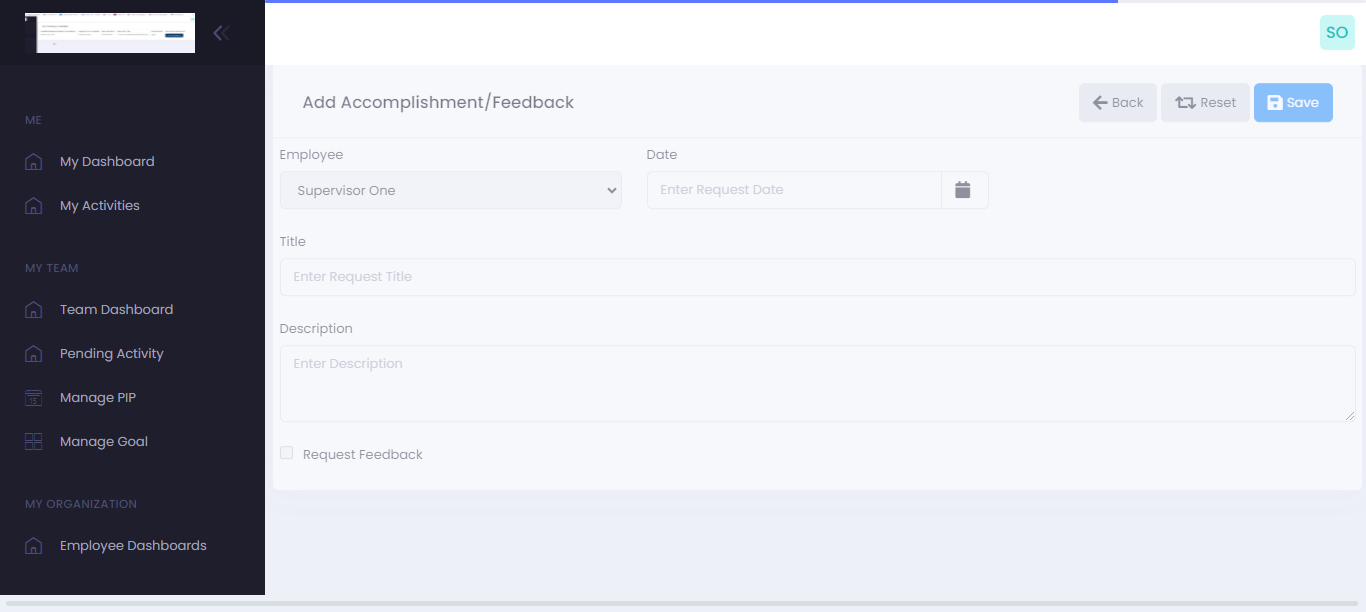 SO
ME
My Dashboard
My Activities
MY TEAM
Team Dashboard
Pending Activity
Manage PIP
15
Manage Goal
MY ORGANIZATION
Employee Dashboards
Add Accomplishment/Feedback
Back
Reset
Save
Employee
Date
Supervisor One
Enter Request Date
Title
Enter Request Title
Description
Enter Description
Request Feedback